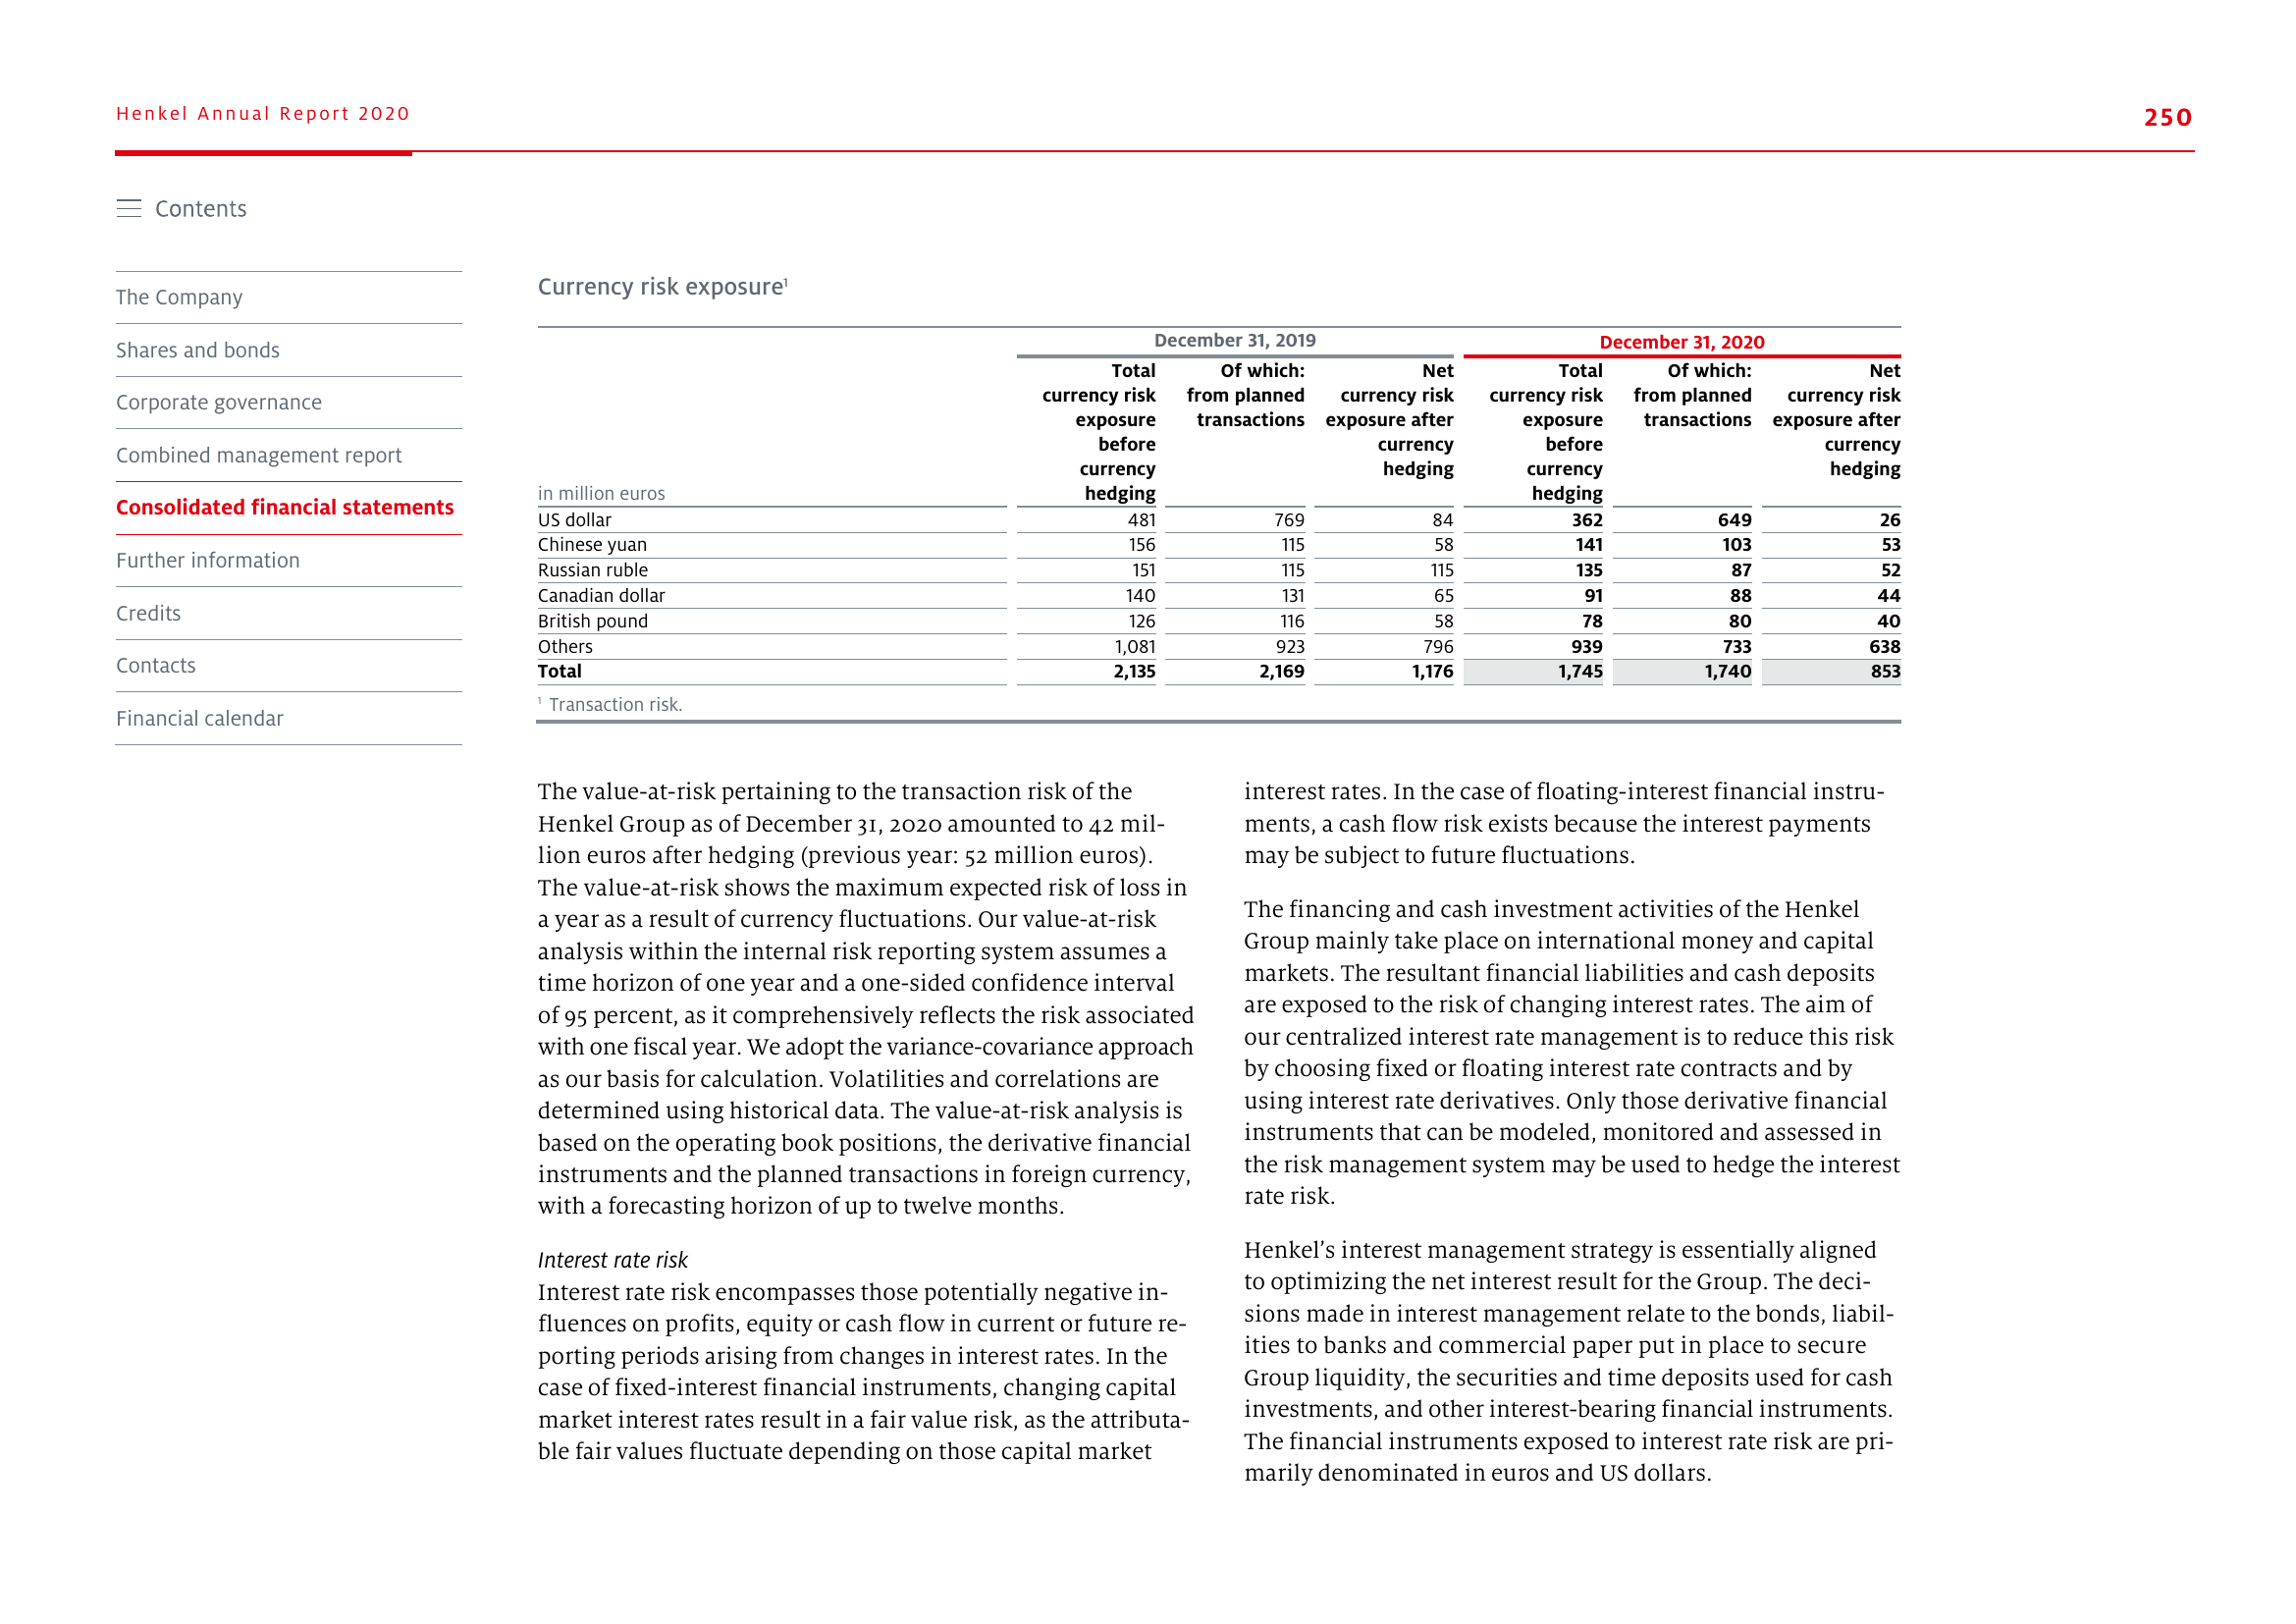 Henkel Annual Report 2020
250
Contents
The Company
Shares and bonds
Corporate governance
Combined management report
Consolidated financial statements
Further information
Credits
Contacts
Financial calendar
Currency risk exposure¹
December 31, 2019 December 31, 2020
Total Of which: Net Total Of which: Net
currency risk from planned currency risk currency risk from planned currency risk
exposure transactions exposure after exposure transactions exposure after
before currency before currency
currency hedging currency hedging
in million euros hedging hedging
US dollar 481 769 84 362 649 26
Chinese yuan 156 115 58 141 103 53
Russian ruble 151 115 115 135 87 52
Canadian dollar 140 131 65 91 88 44
British pound 126 116 58 78 80 40
Others 1,081 923 796 939 733 638
Total 2,135 2,169 1,176 1,745 1,740 853
¹ Transaction risk.
The value-at-risk pertaining to the transaction risk of the
Henkel Group as of December 31, 2020 amounted to 42 mil-
lion euros after hedging (previous year: 52 million euros).
The value-at-risk shows the maximum expected risk of loss in
a year as a result of currency fluctuations. Our value-at-risk
analysis within the internal risk reporting system assumes a
time horizon of one year and a one-sided confidence interval
of 95 percent, as it comprehensively reflects the risk associated
with one fiscal year. We adopt the variance-covariance approach
as our basis for calculation. Volatilities and correlations are
determined using historical data. The value-at-risk analysis is
based on the operating book positions, the derivative financial
instruments and the planned transactions in foreign currency,
with a forecasting horizon of up to twelve months.
Interest rate risk
Interest rate risk encompasses those potentially negative in-
fluences on profits, equity or cash flow in current or future re-
porting periods arising from changes in interest rates. In the
case of fixed-interest financial instruments, changing capital
market interest rates result in a fair value risk, as the attributa-
ble fair values fluctuate depending on those capital market
interest rates. In the case of floating-interest financial instru-
ments, a cash flow risk exists because the interest payments
may be subject to future fluctuations.
The financing and cash investment activities of the Henkel
Group mainly take place on international money and capital
markets. The resultant financial liabilities and cash deposits
are exposed to the risk of changing interest rates. The aim of
our centralized interest rate management is to reduce this risk
by choosing fixed or floating interest rate contracts and by
using interest rate derivatives. Only those derivative financial
instruments that can be modeled, monitored and assessed in
the risk management system may be used to hedge the interest
rate risk.
Henkel’s interest management strategy is essentially aligned
to optimizing the net interest result for the Group. The deci-
sions made in interest management relate to the bonds, liabil-
ities to banks and commercial paper put in place to secure
Group liquidity, the securities and time deposits used for cash
investments, and other interest-bearing financial instruments.
The financial instruments exposed to interest rate risk are pri-
marily denominated in euros and US dollars.